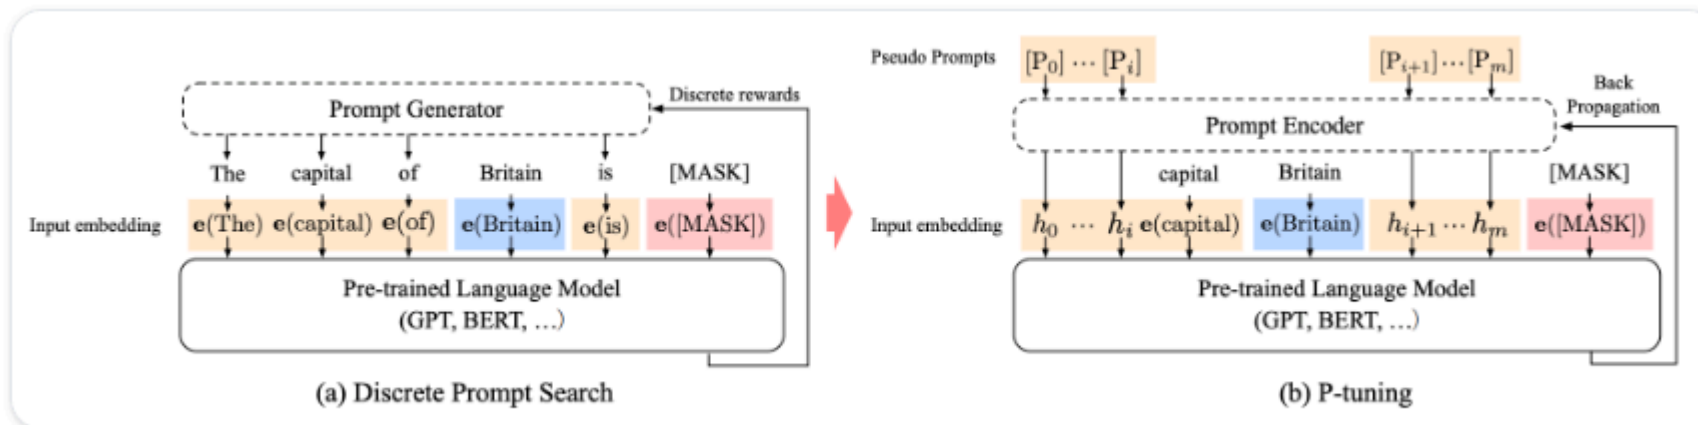 Prompt Generator
Discrete rewards
The capital of Britain is [MASK]
Input embedding e(The) e(capital) e(of) e(Britain) e(is) e([MASK])
Pre-trained Language Model
(GPT, BERT, …)
(a) Discrete Prompt Search
Pseudo Prompts [P₀] ⋯ [Pᵢ] [Pᵢ₊₁] ⋯ [Pₘ]
Back
Propagation
Prompt Encoder
capital Britain [MASK]
Input embedding h₀ ⋯ hᵢ e(capital) e(Britain) hᵢ₊₁ ⋯ hₘ e([MASK])
Pre-trained Language Model
(GPT, BERT, …)
(b) P-tuning